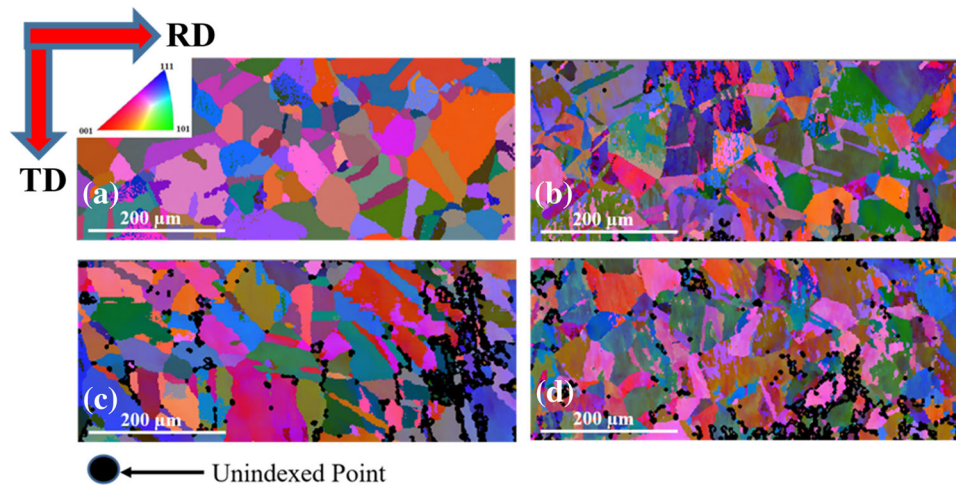 RD
111
001
101
TD
(a)
200 µm
(b)
200 µm
(c)
200 µm
(d)
200 µm
Unindexed Point